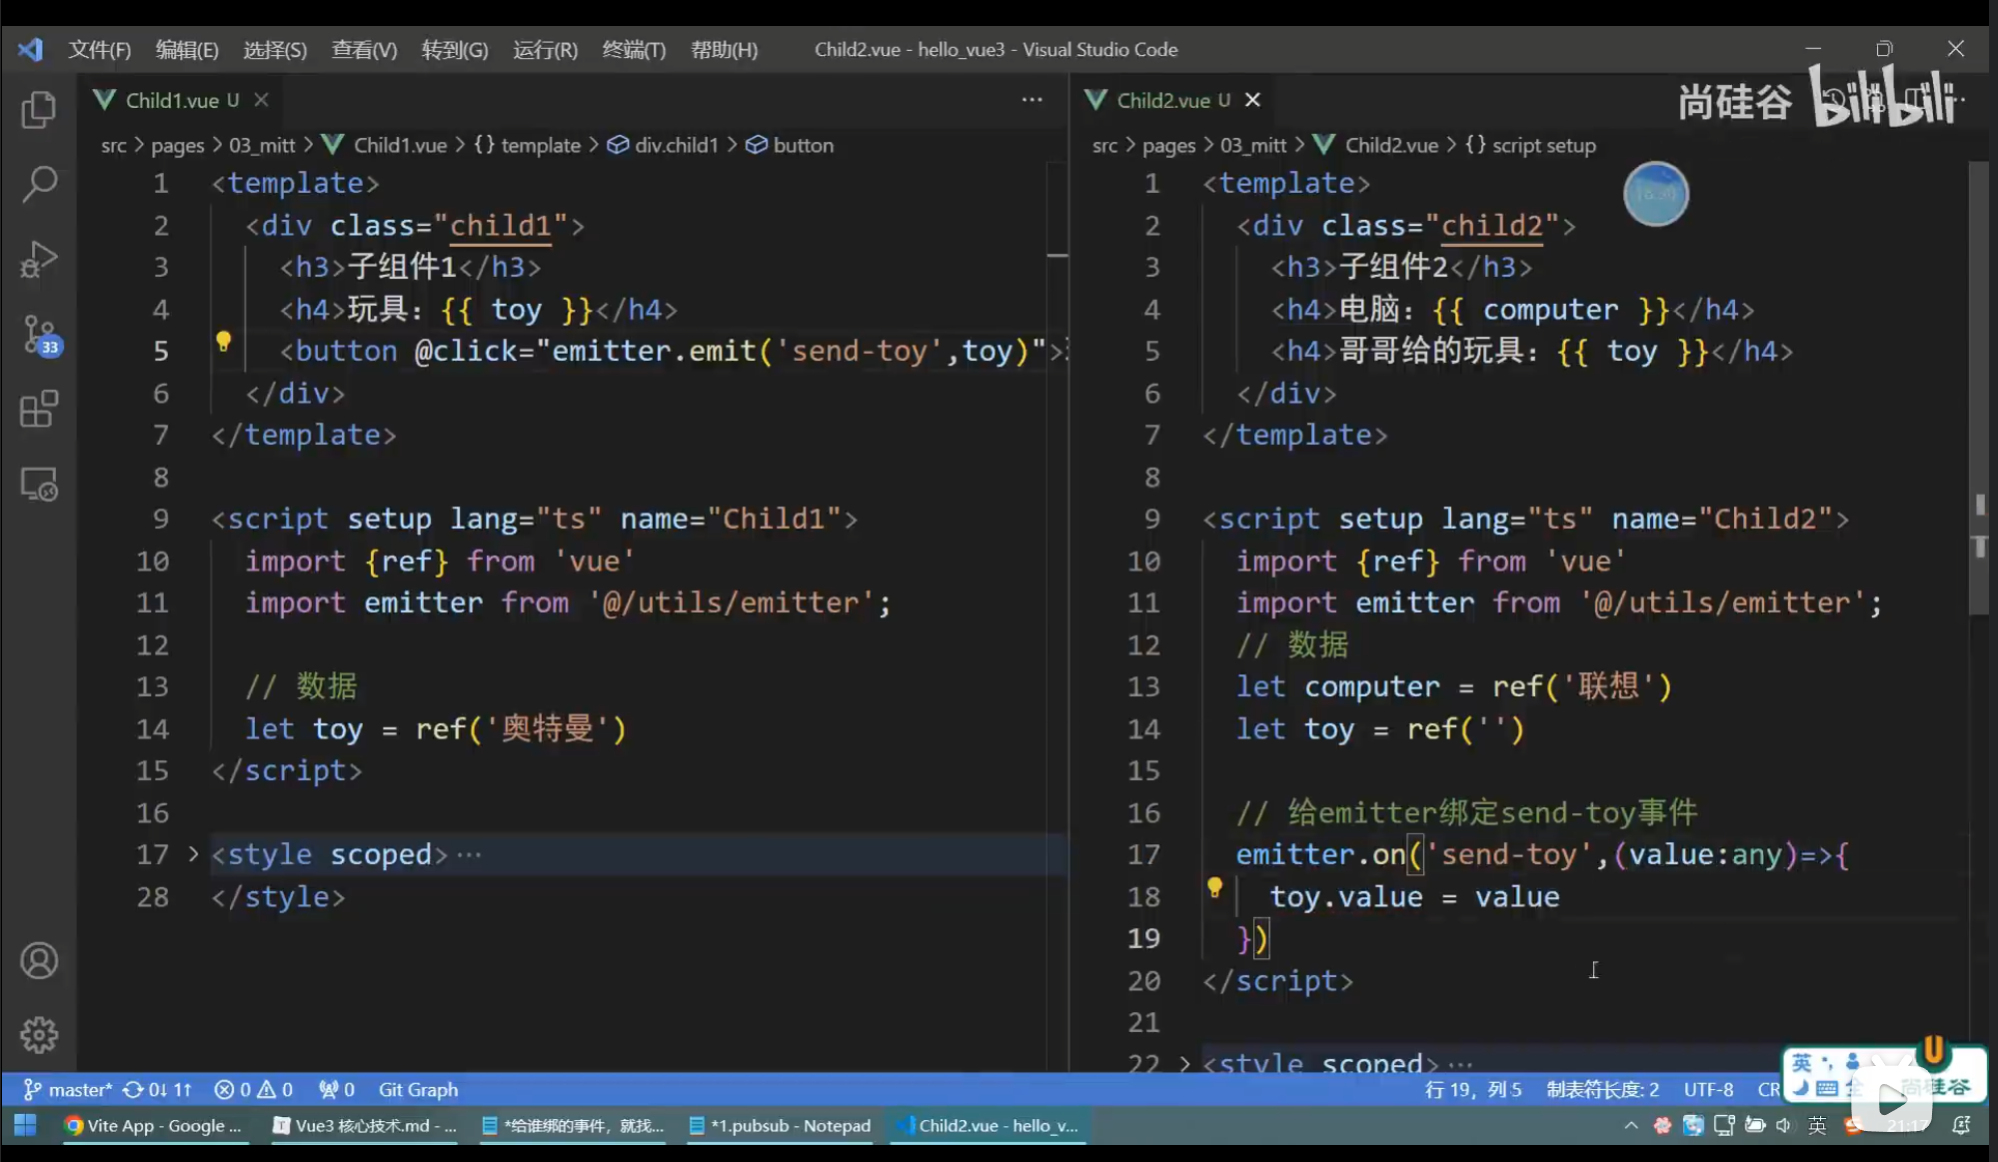 文件(F) 编辑(E) 选择(S) 查看(V) 转到(G) 运行(R) 终端(T) 帮助(H) Child2.vue - hello_vue3 - Visual Studio Code
尚硅谷 bilibili
Child1.vue U
src > pages > 03_mitt > Child1.vue > {} template > div.child1 > button
1 <template>
2 <div class="child1">
3 <h3>子组件1</h3>
4 <h4>玩具：{{ toy }}</h4>
5 <button @click="emitter.emit('send-toy',toy)">
6 </div>
7 </template>
8
9 <script setup lang="ts" name="Child1">
10 import {ref} from 'vue'
11 import emitter from '@/utils/emitter';
12
13 // 数据
14 let toy = ref('奥特曼')
15 </script>
16
17 > <style scoped>···
28 </style>
Child2.vue U
src > pages > 03_mitt > Child2.vue > {} script setup
1 <template>
2 <div class="child2">
3 <h3>子组件2</h3>
4 <h4>电脑：{{ computer }}</h4>
5 <h4>哥哥给的玩具：{{ toy }}</h4>
6 </div>
7 </template>
8
9 <script setup lang="ts" name="Child2">
10 import {ref} from 'vue'
11 import emitter from '@/utils/emitter';
12 // 数据
13 let computer = ref('联想')
14 let toy = ref('')
15
16 // 给emitter绑定send-toy事件
17 emitter.on('send-toy',(value:any)=>{
18 toy.value = value
19 })
20 </script>
21
22 > <style scoped>···
33
master* 0↓ 1↑ 0 0 0 Git Graph 行 19，列 5 制表符长度: 2 UTF-8 CR
英 尚硅谷
Vite App - Google ... Vue3 核心技术.md - ... *给谁绑的事件，就找... *1.pubsub - Notepad Child2.vue - hello_v... 英 21:17